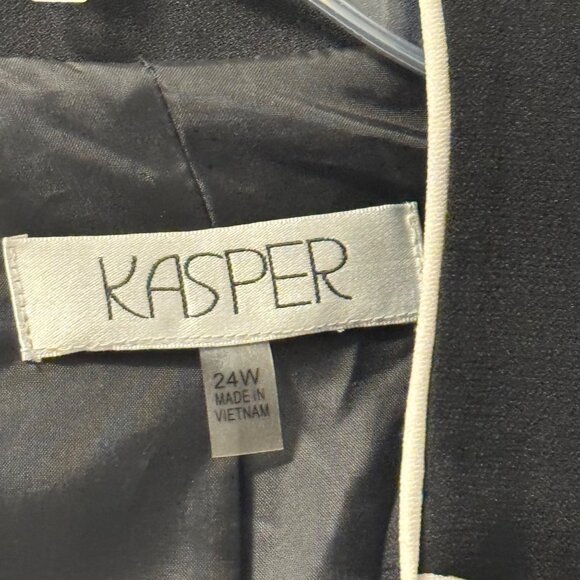 KASPER
24W
MADE IN
VIETNAM